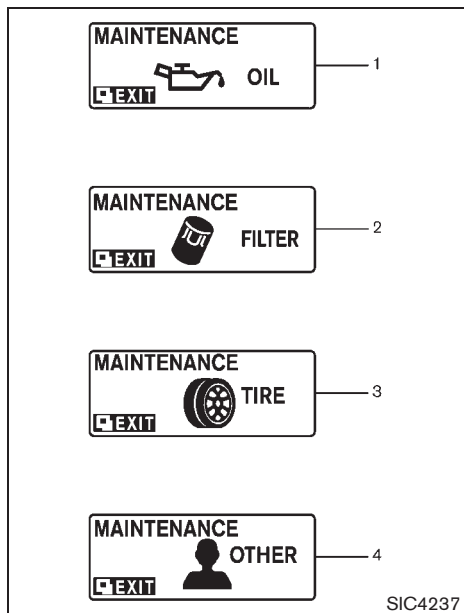 MAINTENANCE
OIL
EXIT
1
MAINTENANCE
FILTER
EXIT
2
MAINTENANCE
TIRE
EXIT
3
MAINTENANCE
OTHER
EXIT
4
SIC4237